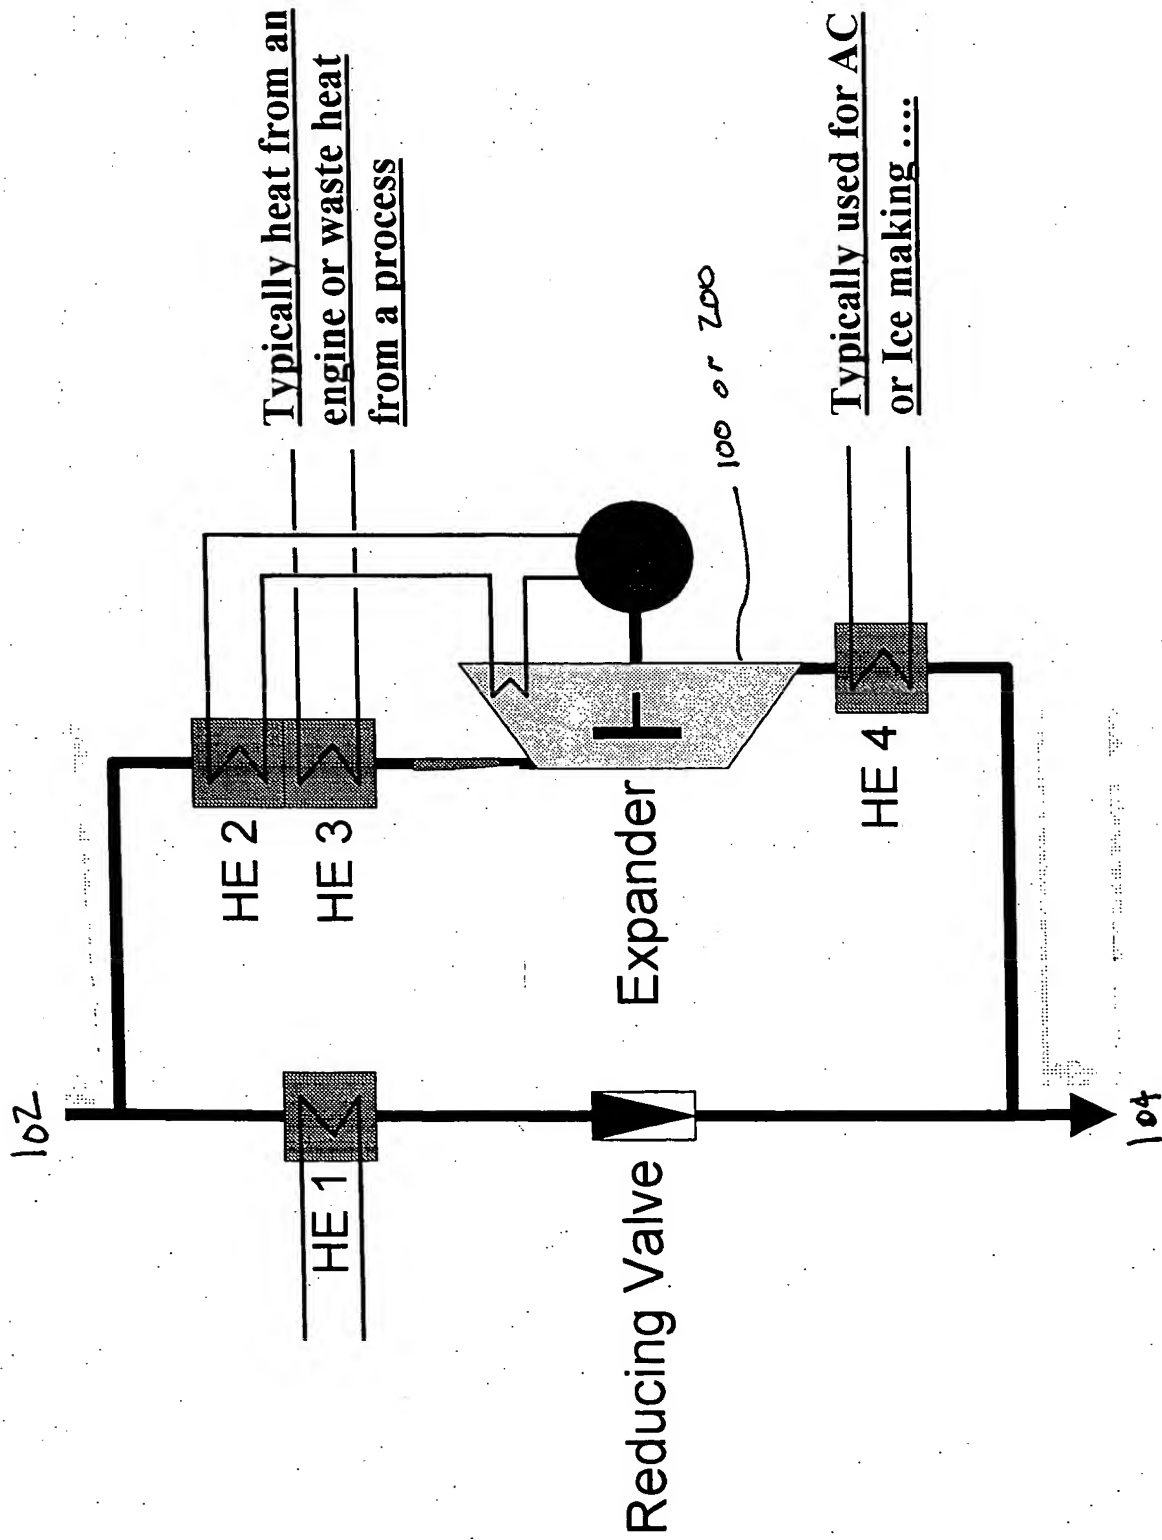 102
HE 1
Reducing Valve
104
HE 2
HE 3
Expander
HE 4
Typically heat from an
engine or waste heat
from a process
100 or 200
Typically used for AC
or Ice making ....